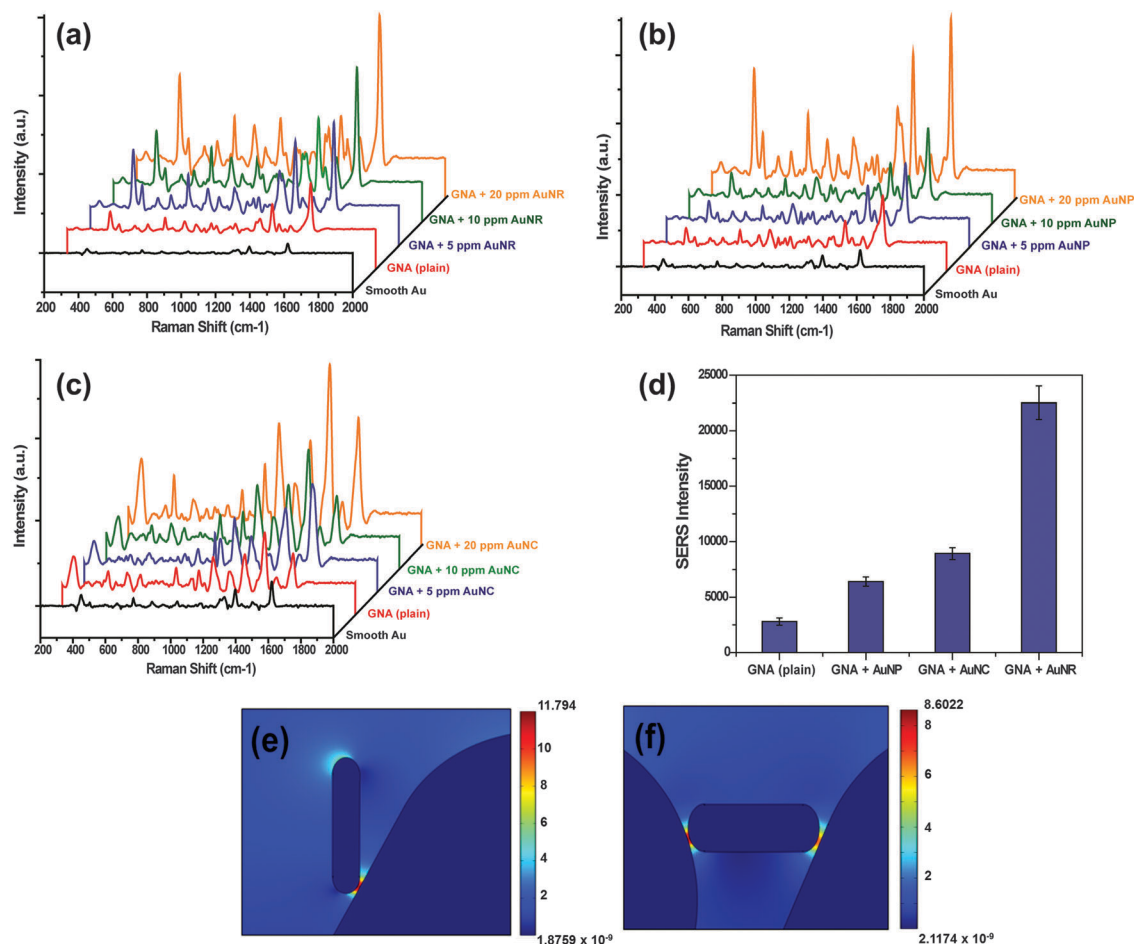 (a)
Intensity (a.u.)
GNA + 20 ppm AuNR
GNA + 10 ppm AuNR
GNA + 5 ppm AuNR
GNA (plain)
Smooth Au
200 400 600 800 1000 1200 1400 1600 1800 2000
Raman Shift (cm-1)
(b)
Intensity (a.u.)
GNA + 20 ppm AuNP
GNA + 10 ppm AuNP
GNA + 5 ppm AuNP
GNA (plain)
Smooth Au
200 400 600 800 1000 1200 1400 1600 1800 2000
Raman Shift (cm-1)
(c)
Intensity (a.u.)
GNA + 20 ppm AuNC
GNA + 10 ppm AuNC
GNA + 5 ppm AuNC
GNA (plain)
Smooth Au
200 400 600 800 1000 1200 1400 1600 1800 2000
Raman Shift (cm-1)
(d)
SERS Intensity
25000
20000
15000
10000
5000
0
GNA (plain) GNA + AuNP GNA + AuNC GNA + AuNR
(e)
11.794
10
8
6
4
2
1.8759 x 10⁻⁹
(f)
8.6022
8
6
4
2
2.1174 x 10⁻⁹